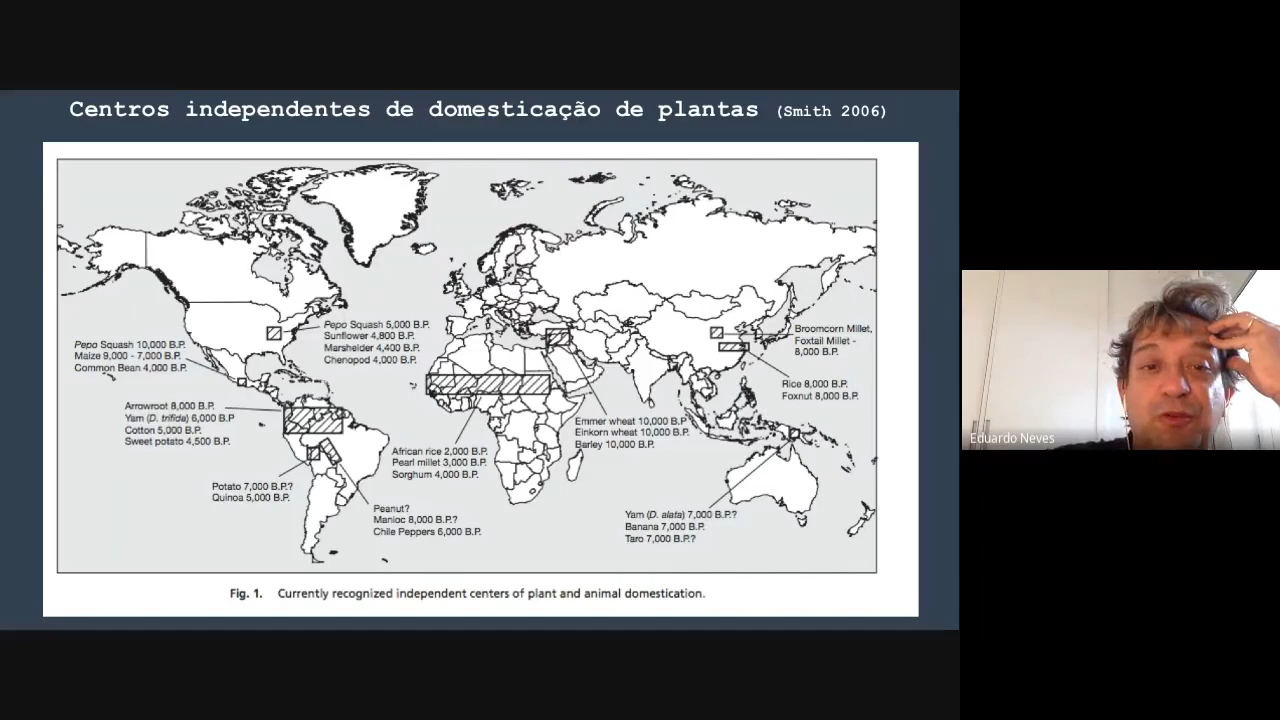 Centros independentes de domesticação de plantas (Smith 2006)
Pepo Squash 5,000 B.P.
Sunflower 4,800 B.P.
Marshelder 4,400 B.P.
Chenopod 4,000 B.P.
Pepo Squash 10,000 B.P.
Maize 9,000 - 7,000 B.P.
Common Bean 4,000 B.P.
Broomcorn Millet,
Foxtail Millet -
8,000 B.P.
Rice 8,000 B.P.
Foxnut 8,000 B.P.
Arrowroot 8,000 B.P.
Yam (D. trifida) 6,000 B.P
Cotton 5,000 B.P.
Sweet potato 4,500 B.P.
Emmer wheat 10,000 B.P
Einkorn wheat 10,000 B.P.
Barley 10,000 B.P.
African rice 2,000 B.P.
Pearl millet 3,000 B.P.
Sorghum 4,000 B.P.
Potato 7,000 B.P.?
Quinoa 5,000 B.P.
Peanut?
Manioc 8,000 B.P.?
Chile Peppers 6,000 B.P.
Yam (D. alata) 7,000 B.P.?
Banana 7,000 B.P.
Taro 7,000 B.P.?
Fig. 1. Currently recognized independent centers of plant and animal domestication.
Eduardo Neves